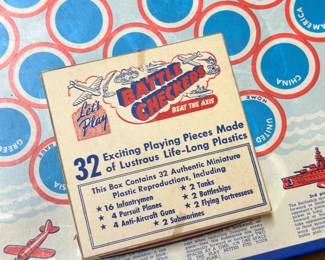 AMERICA
CHINA
Let's
Play
BATTLE
CHECKERS
BEAT THE AXIS
32 Exciting Playing Pieces Made
of Lustrous Life-Long Plastics
This Box Contains 32 Authentic Miniature
Plastic Reproductions, Including
★ 16 Infantrymen
★ 4 Pursuit Planes
★ 4 Anti-Aircraft Guns
★ 2 Tanks
★ 2 Battleships
★ 2 Flying Fortresses
★ 2 Submarines
HOME
UNITED